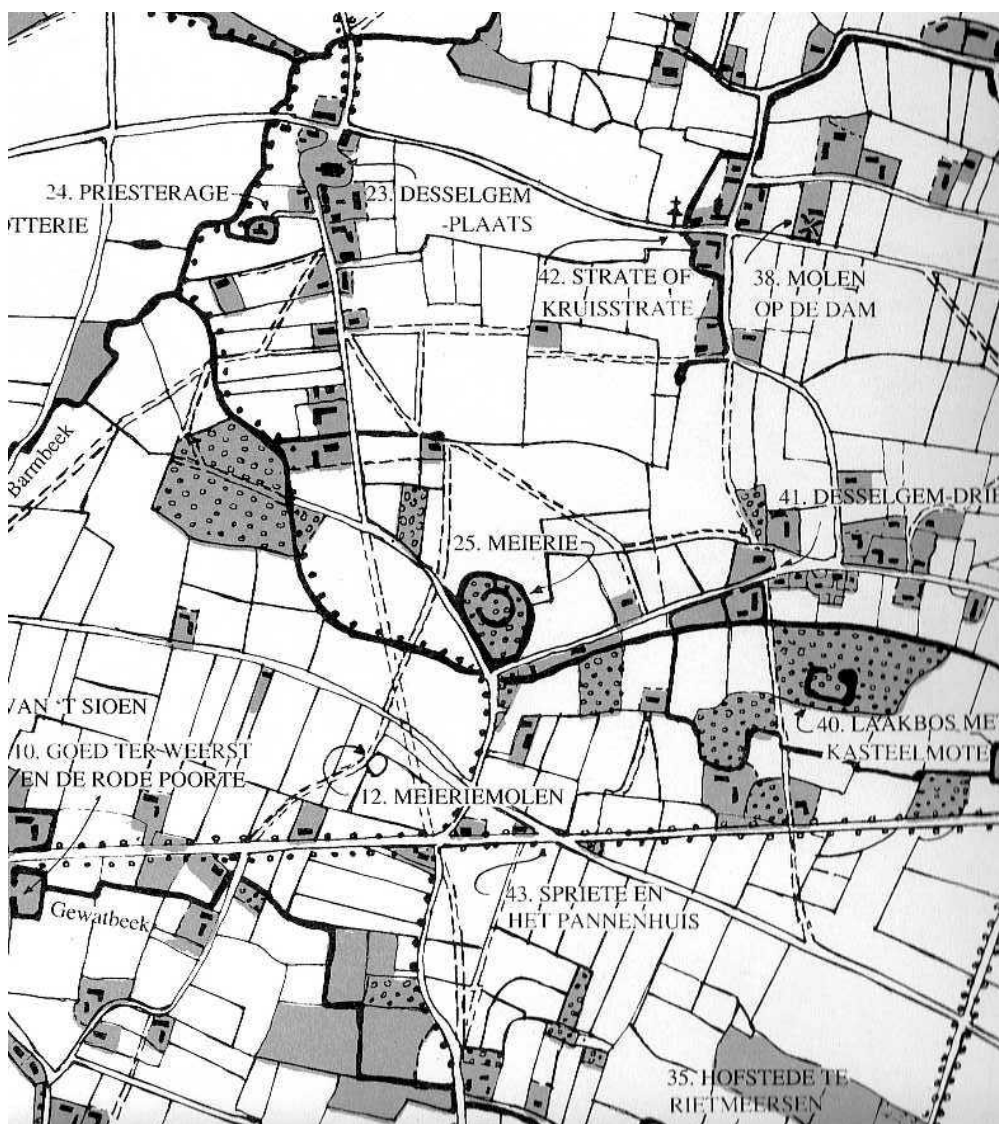 24. PRIESTERAGE
23. DESSELGEM
-PLAATS
OTTERIE
42. STRATE OF
KRUISSTRATE
38. MOLEN
OP DE DAM
Barmbeek
41. DESSELGEM-DRIE
25. MEIERIE
VAN 'T SIOEN
10. GOED TER WEERST
EN DE RODE POORTE
40. LAAKBOS ME
KASTEELMOTE
12. MEIERIEMOLEN
43. SPRIETE EN
HET PANNENHUIS
Gewatbeek
35. HOFSTEDE TE
RIETMEERSEN